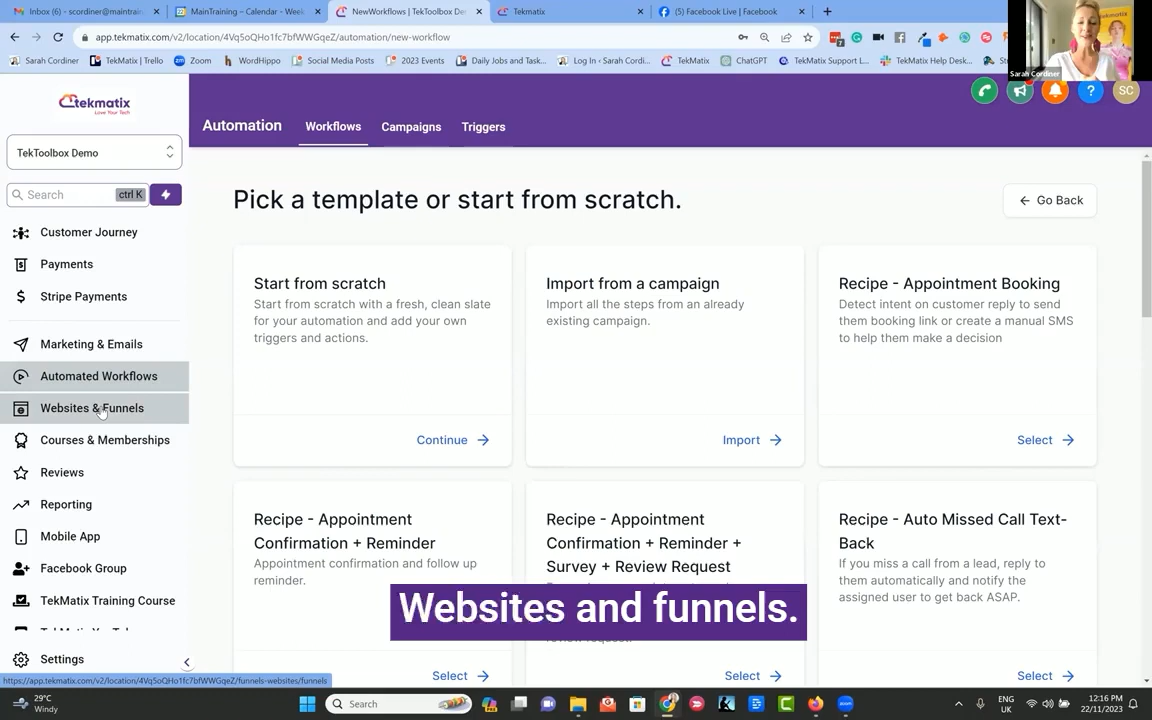 Inbox (6) - scordiner@maintrain
MainTraining - Calendar - Week
NewWorkflows | TekToolbox De
Tekmatix
(5) Facebook Live | Facebook
app.tekmatix.com/v2/location/4Vq5oQHo1fc7bfWWGqeZ/automation/new-workflow
Sarah Cordiner
TekMatix | Trello
Zoom
WordHippo
Social Media Posts
2023 Events
Daily Jobs and Task...
Log In ‹ Sarah Cordi...
TekMatix
ChatGPT
TekMatix Support L...
TekMatix Help Desk...
Sarah Cordiner
tekmatix
Love Your Tech
TekToolbox Demo
Search
ctrl K
Customer Journey
Payments
Stripe Payments
Marketing & Emails
Automated Workflows
Websites & Funnels
Courses & Memberships
Reviews
Reporting
Mobile App
Facebook Group
TekMatix Training Course
Settings
Automation
Workflows
Campaigns
Triggers
SC
Pick a template or start from scratch.
Go Back
Start from scratch
Start from scratch with a fresh, clean slate
for your automation and add your own
triggers and actions.
Continue
Import from a campaign
Import all the steps from an already
existing campaign.
Import
Recipe - Appointment Booking
Detect intent on customer reply to send
them booking link or create a manual SMS
to help them make a decision
Select
Recipe - Appointment
Confirmation + Reminder
Appointment confirmation and follow up
reminder.
Select
Recipe - Appointment
Confirmation + Reminder +
Survey + Review Request
Select
Recipe - Auto Missed Call Text-
Back
If you miss a call from a lead, reply to
them automatically and notify the
assigned user to get back ASAP.
Select
Websites and funnels.
https://app.tekmatix.com/v2/location/4Vq5oQHo1fc7bfWWGqeZ/funnels-websites/funnels
29°C
Windy
Search
ENG
UK
12:16 PM
22/11/2023